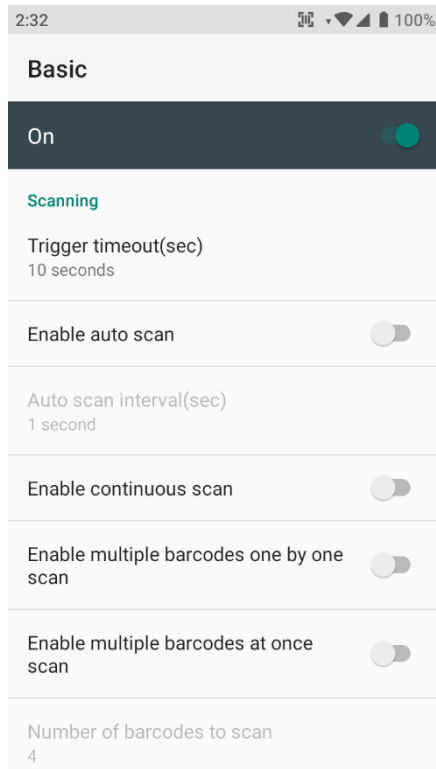 2:32
100%
Basic
On
Scanning
Trigger timeout(sec)
10 seconds
Enable auto scan
Auto scan interval(sec)
1 second
Enable continuous scan
Enable multiple barcodes one by one
scan
Enable multiple barcodes at once
scan
Number of barcodes to scan
4